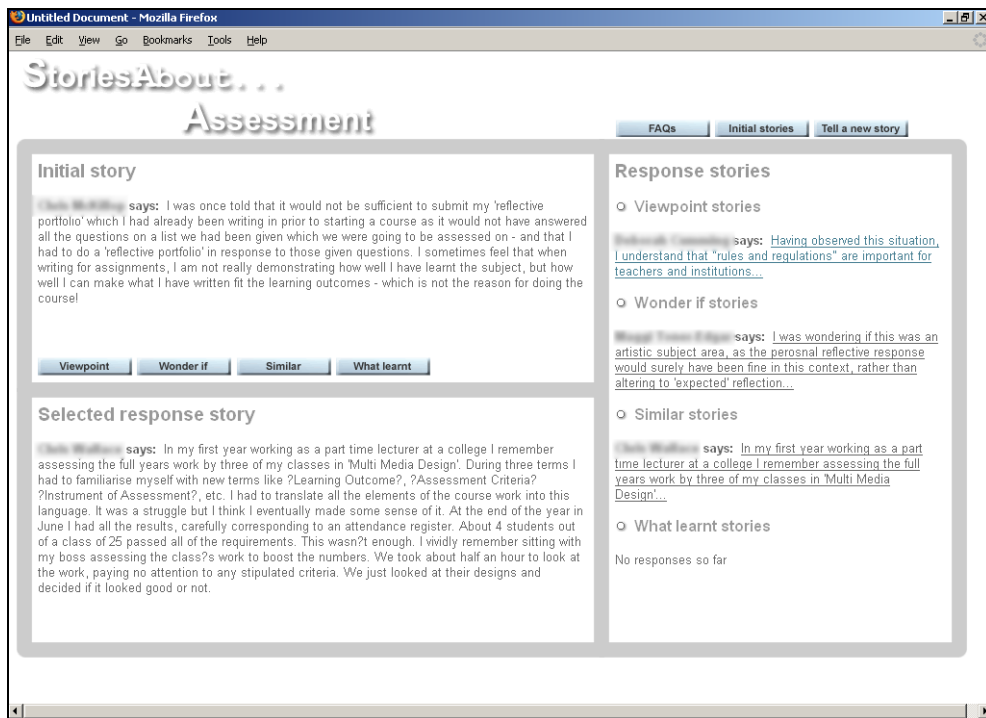 Untitled Document - Mozilla Firefox
File Edit View Go Bookmarks Tools Help
StoriesAbout...
Assessment
FAQs Initial stories Tell a new story
Initial story
says: I was once told that it would not be sufficient to submit my 'reflective
portfolio' which I had already been writing in prior to starting a course as it would not have answered
all the questions on a list we had been given which we were going to be assessed on - and that I
had to do a 'reflective portfolio' in response to those given questions. I sometimes feel that when
writing for assignments, I am not really demonstrating how well I have learnt the subject, but how
well I can make what I have written fit the learning outcomes - which is not the reason for doing the
course!
Viewpoint Wonder if Similar What learnt
Selected response story
says: In my first year working as a part time lecturer at a college I remember
assessing the full years work by three of my classes in 'Multi Media Design'. During three terms I
had to familiarise myself with new terms like ?Learning Outcome?, ?Assessment Criteria?
?Instrument of Assessment?, etc. I had to translate all the elements of the course work into this
language. It was a struggle but I think I eventually made some sense of it. At the end of the year in
June I had all the results, carefully corresponding to an attendance register. About 4 students out
of a class of 25 passed all of the requirements. This wasn?t enough. I vividly remember sitting with
my boss assessing the class?s work to boost the numbers. We took about half an hour to look at
the work, paying no attention to any stipulated criteria. We just looked at their designs and
decided if it looked good or not.
Response stories
Viewpoint stories
says: Having observed this situation,
I understand that "rules and regulations" are important for
teachers and institutions...
Wonder if stories
says: I was wondering if this was an
artistic subject area, as the perosnal reflective response
would surely have been fine in this context, rather than
altering to 'expected' reflection...
Similar stories
says: In my first year working as a part
time lecturer at a college I remember assessing the full
years work by three of my classes in 'Multi Media
Design'...
What learnt stories
No responses so far